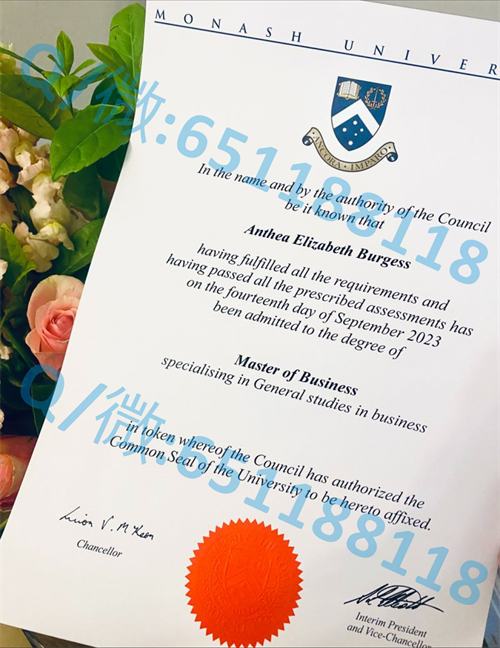 MONASH UNIVER
ANCORA IMPARO
In the name and by the authority of the Council
be it known that
Anthea Elizabeth Burgess
having fulfilled all the requirements and
having passed all the prescribed assessments has
on the fourteenth day of September 2023
been admitted to the degree of
Master of Business
specialising in General studies in business
in token whereof the Council has authorized the
Common Seal of the University to be hereto affixed.
Chancellor
Interim President
and Vice-Chancellor
Q/微:651188118
Q/微:651188118